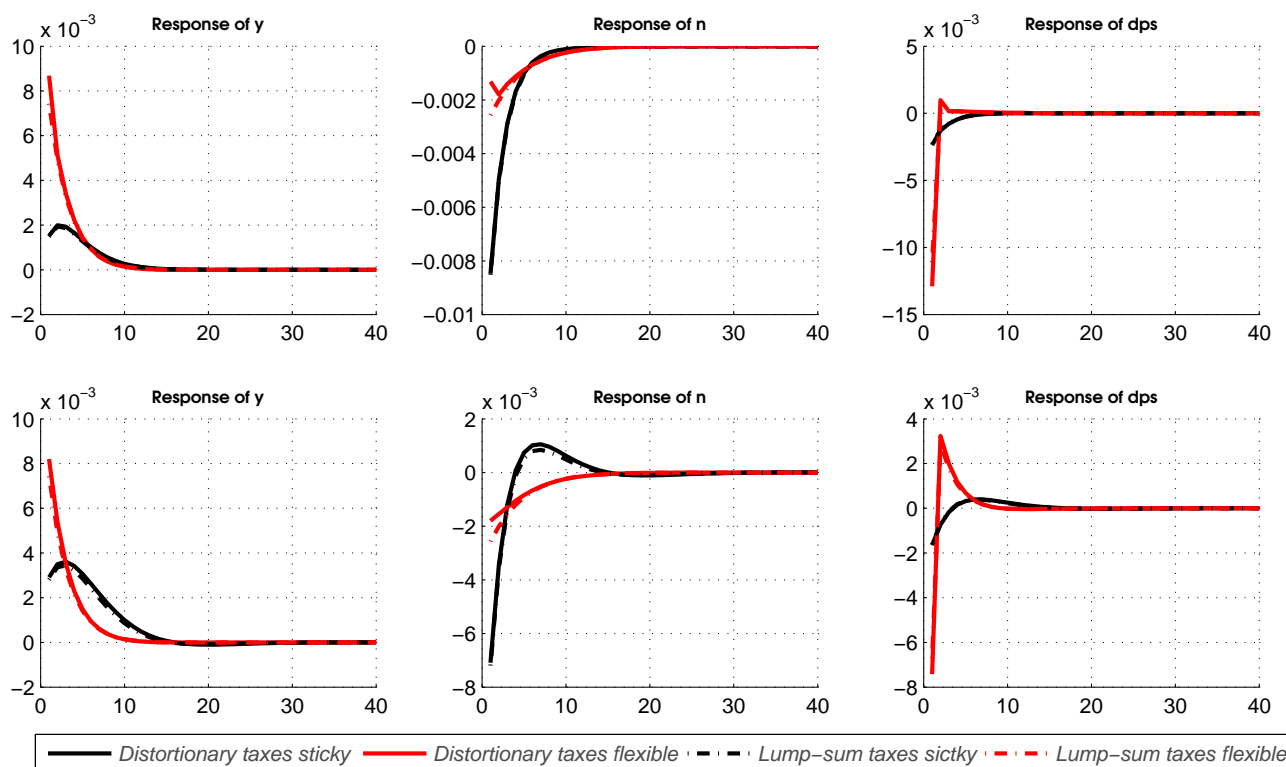 x 10⁻³ Response of y
10
8
6
4
2
0
−2
0 10 20 30 40
Response of n
0
−0.002
−0.004
−0.006
−0.008
−0.01
0 10 20 30 40
x 10⁻³ Response of dps
5
0
−5
−10
−15
0 10 20 30 40
x 10⁻³ Response of y
10
8
6
4
2
0
−2
0 10 20 30 40
x 10⁻³ Response of n
2
0
−2
−4
−6
−8
0 10 20 30 40
x 10⁻³ Response of dps
4
2
0
−2
−4
−6
−8
0 10 20 30 40
Distortionary taxes sticky Distortionary taxes flexible Lump−sum taxes sictky Lump−sum taxes flexible